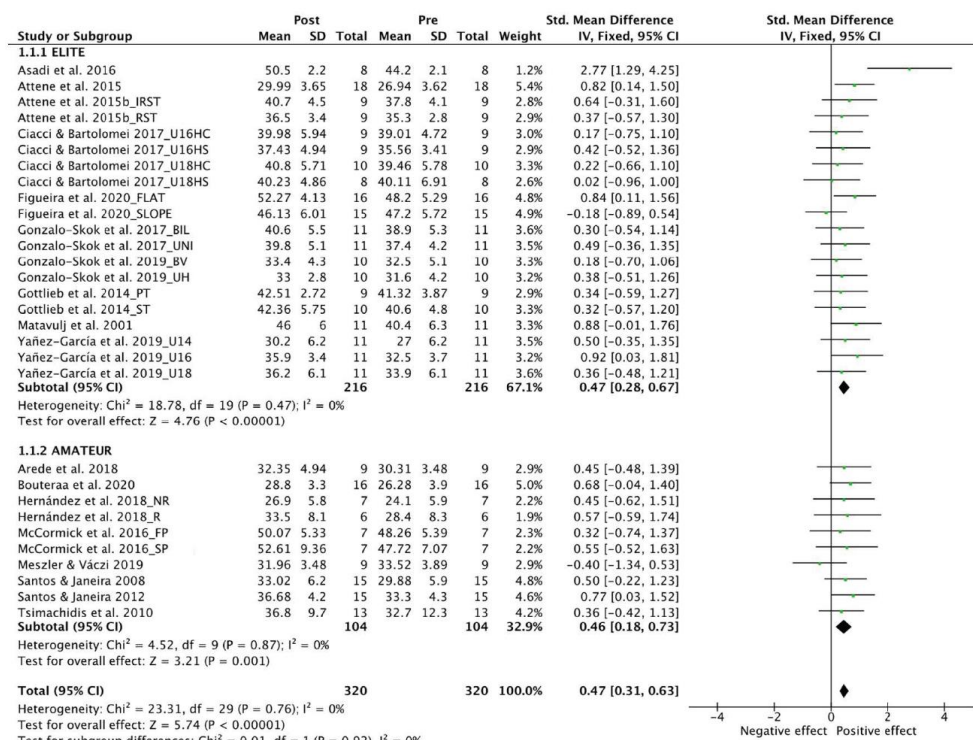 Post Pre Std. Mean Difference Std. Mean Difference
Study or Subgroup Mean SD Total Mean SD Total Weight IV, Fixed, 95% CI IV, Fixed, 95% CI
1.1.1 ELITE
Asadi et al. 2016 50.5 2.2 8 44.2 2.1 8 1.2% 2.77 [1.29, 4.25]
Attene et al. 2015 29.99 3.65 18 26.94 3.62 18 5.4% 0.82 [0.14, 1.50]
Attene et al. 2015b_IRST 40.7 4.5 9 37.8 4.1 9 2.8% 0.64 [-0.31, 1.60]
Attene et al. 2015b_RST 36.5 3.4 9 35.3 2.8 9 2.9% 0.37 [-0.57, 1.30]
Ciacci & Bartolomei 2017_U16HC 39.98 5.94 9 39.01 4.72 9 2.9% 0.17 [-0.75, 1.10]
Ciacci & Bartolomei 2017_U16HS 37.43 4.94 9 35.56 3.41 9 2.9% 0.42 [-0.52, 1.36]
Ciacci & Bartolomei 2017_U18HC 40.8 5.71 10 39.46 5.78 10 3.3% 0.22 [-0.66, 1.10]
Ciacci & Bartolomei 2017_U18HS 40.23 4.86 8 40.11 6.91 8 2.6% 0.02 [-0.96, 1.00]
Figueira et al. 2020_FLAT 52.27 4.13 16 48.2 5.29 16 4.8% 0.84 [0.11, 1.56]
Figueira et al. 2020_SLOPE 46.13 6.01 15 47.2 5.72 15 4.9% -0.18 [-0.89, 0.54]
Gonzalo-Skok et al. 2017_BIL 40.6 5.5 11 38.9 5.3 11 3.6% 0.30 [-0.54, 1.14]
Gonzalo-Skok et al. 2017_UNI 39.8 5.1 11 37.4 4.2 11 3.5% 0.49 [-0.36, 1.35]
Gonzalo-Skok et al. 2019_BV 33.4 4.3 10 32.5 5.1 10 3.3% 0.18 [-0.70, 1.06]
Gonzalo-Skok et al. 2019_UH 33 2.8 10 31.6 4.2 10 3.2% 0.38 [-0.51, 1.26]
Gottlieb et al. 2014_PT 42.51 2.72 9 41.32 3.87 9 2.9% 0.34 [-0.59, 1.27]
Gottlieb et al. 2014_ST 42.36 5.75 10 40.6 4.8 10 3.3% 0.32 [-0.57, 1.20]
Matavulj et al. 2001 46 6 11 40.4 6.3 11 3.3% 0.88 [-0.01, 1.76]
Yañez-García et al. 2019_U14 30.2 6.2 11 27 6.2 11 3.5% 0.50 [-0.35, 1.35]
Yañez-García et al. 2019_U16 35.9 3.4 11 32.5 3.7 11 3.2% 0.92 [0.03, 1.81]
Yañez-García et al. 2019_U18 36.2 6.1 11 33.9 6.1 11 3.6% 0.36 [-0.48, 1.21]
Subtotal (95% CI) 216 216 67.1% 0.47 [0.28, 0.67]
Heterogeneity: Chi² = 18.78, df = 19 (P = 0.47); I² = 0%
Test for overall effect: Z = 4.76 (P < 0.00001)
1.1.2 AMATEUR
Arede et al. 2018 32.35 4.94 9 30.31 3.48 9 2.9% 0.45 [-0.48, 1.39]
Bouteraa et al. 2020 28.8 3.3 16 26.28 3.9 16 5.0% 0.68 [-0.04, 1.40]
Hernández et al. 2018_NR 26.9 5.8 7 24.1 5.9 7 2.2% 0.45 [-0.62, 1.51]
Hernández et al. 2018_R 33.5 8.1 6 28.4 8.3 6 1.9% 0.57 [-0.59, 1.74]
McCormick et al. 2016_FP 50.07 5.33 7 48.26 5.39 7 2.3% 0.32 [-0.74, 1.37]
McCormick et al. 2016_SP 52.61 9.36 7 47.72 7.07 7 2.2% 0.55 [-0.52, 1.63]
Meszler & Váczi 2019 31.96 3.48 9 33.52 3.89 9 2.9% -0.40 [-1.34, 0.53]
Santos & Janeira 2008 33.02 6.2 15 29.88 5.9 15 4.8% 0.50 [-0.22, 1.23]
Santos & Janeira 2012 36.68 4.2 15 33.3 4.3 15 4.6% 0.77 [0.03, 1.52]
Tsimachidis et al. 2010 36.8 9.7 13 32.7 12.3 13 4.2% 0.36 [-0.42, 1.13]
Subtotal (95% CI) 104 104 32.9% 0.46 [0.18, 0.73]
Heterogeneity: Chi² = 4.52, df = 9 (P = 0.87); I² = 0%
Test for overall effect: Z = 3.21 (P = 0.001)
Total (95% CI) 320 320 100.0% 0.47 [0.31, 0.63]
Heterogeneity: Chi² = 23.31, df = 29 (P = 0.76); I² = 0%
Test for overall effect: Z = 5.74 (P < 0.00001)
Test for subgroup differences: Chi² = 0.01, df = 1 (P = 0.92), I² = 0%
-4 -2 0 2 4
Negative effect Positive effect